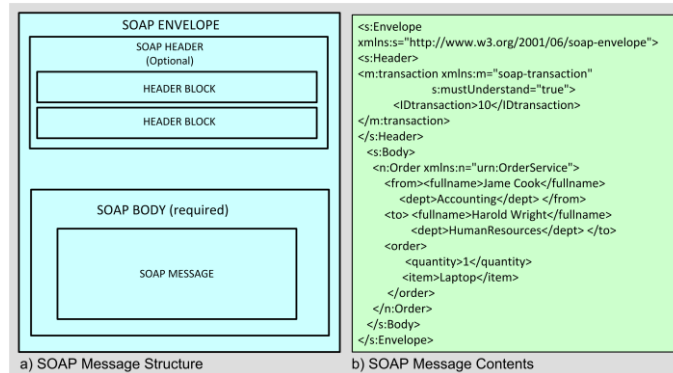 SOAP ENVELOPE
SOAP HEADER
(Optional)
HEADER BLOCK
HEADER BLOCK
SOAP BODY (required)
SOAP MESSAGE
a) SOAP Message Structure
<s:Envelope
xmlns:s="http://www.w3.org/2001/06/soap-envelope">
<s:Header>
<m:transaction xmlns:m="soap-transaction"
s:mustUnderstand="true">
<IDtransaction>10</IDtransaction>
</m:transaction>
</s:Header>
<s:Body>
<n:Order xmlns:n="urn:OrderService">
<from><fullname>Jame Cook</fullname>
<dept>Accounting</dept> </from>
<to> <fullname>Harold Wright</fullname>
<dept>HumanResources</dept> </to>
<order>
<quantity>1</quantity>
<item>Laptop</item>
</order>
</n:Order>
</s:Body>
</s:Envelope>
b) SOAP Message Contents